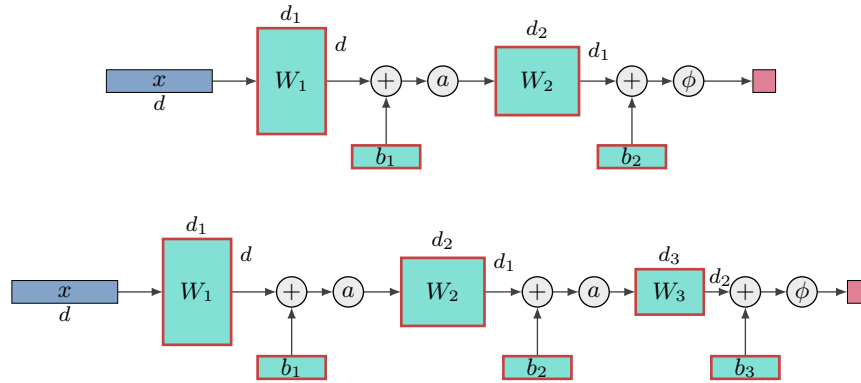 d₁
d₂
x
W₁
d
+
a
W₂
d₁
+
ϕ
d
b₁
b₂
d₁
d₂
d₃
x
W₁
d
+
a
W₂
d₁
+
a
W₃
d₂
+
ϕ
d
b₁
b₂
b₃